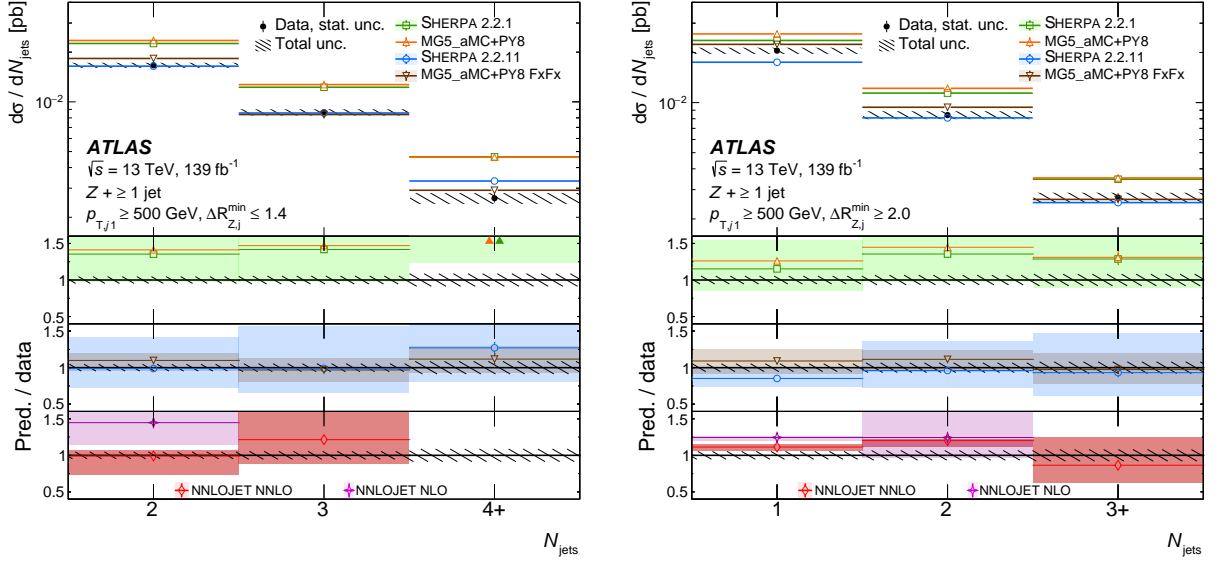 dσ / dN_jets [pb]
Data, stat. unc.
Total unc.
SHERPA 2.2.1
MG5_aMC+PY8
SHERPA 2.2.11
MG5_aMC+PY8 FxFx
10⁻²
ATLAS
√s = 13 TeV, 139 fb⁻¹
Z + ≥ 1 jet
p_T,j1 ≥ 500 GeV, ΔR^min_Z,j ≤ 1.4
Pred. / data
1.5
1
0.5
1.5
1
0.5
1.5
1
0.5
NNLOJET NNLO
NNLOJET NLO
2 3 4+
N_jets
dσ / dN_jets [pb]
Data, stat. unc.
Total unc.
SHERPA 2.2.1
MG5_aMC+PY8
SHERPA 2.2.11
MG5_aMC+PY8 FxFx
10⁻²
ATLAS
√s = 13 TeV, 139 fb⁻¹
Z + ≥ 1 jet
p_T,j1 ≥ 500 GeV, ΔR^min_Z,j ≥ 2.0
Pred. / data
1.5
1
0.5
1.5
1
0.5
1.5
1
0.5
NNLOJET NNLO
NNLOJET NLO
1 2 3+
N_jets